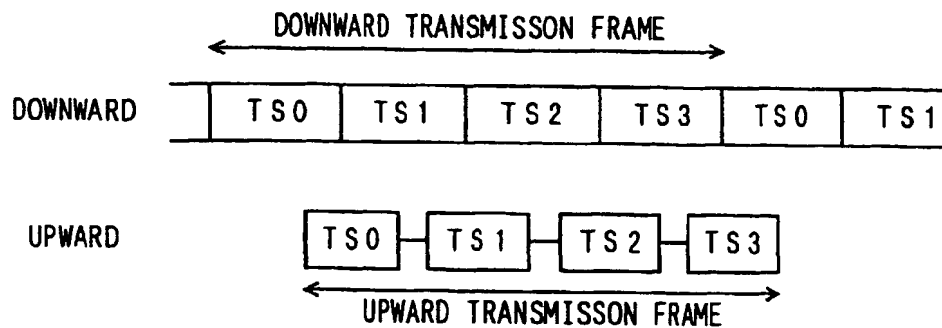 DOWNWARD TRANSMISSON FRAME
DOWNWARD TS0 TS1 TS2 TS3 TS0 TS1
UPWARD TS0 TS1 TS2 TS3
UPWARD TRANSMISSON FRAME